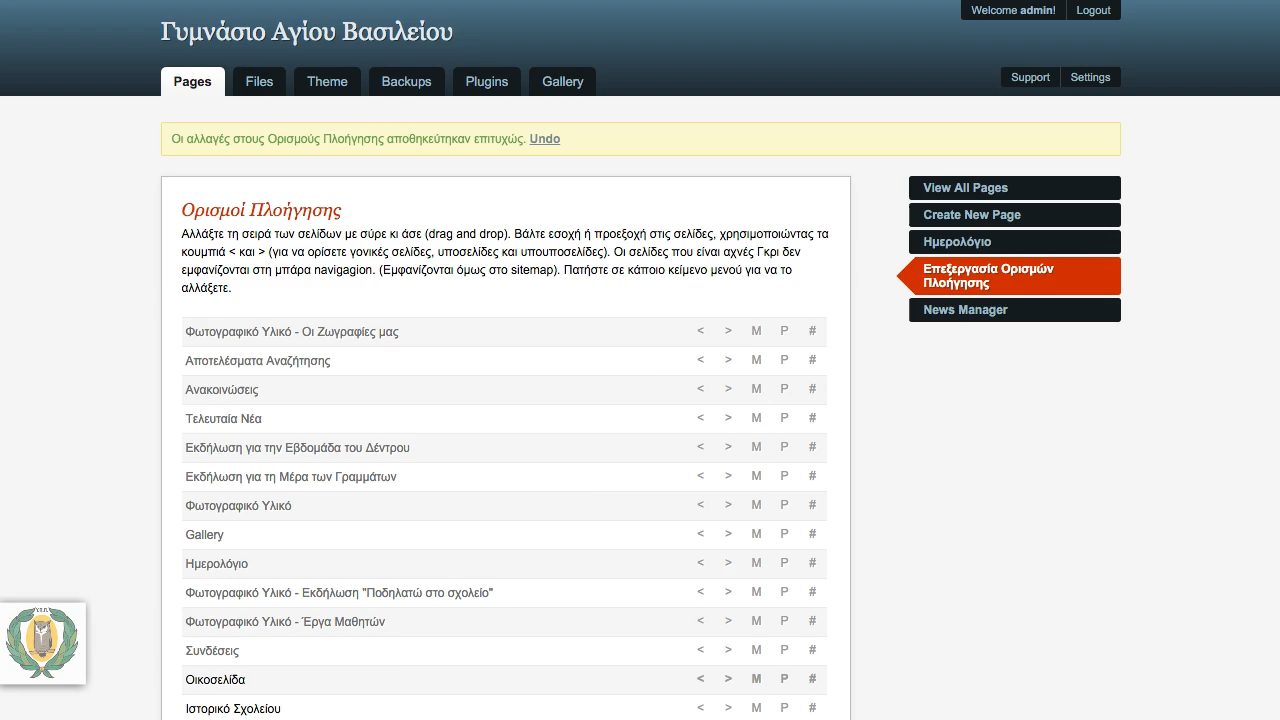 Welcome admin! Logout
Γυμνάσιο Αγίου Βασιλείου
Pages Files Theme Backups Plugins Gallery Support Settings
Οι αλλαγές στους Ορισμούς Πλοήγησης αποθηκεύτηκαν επιτυχώς. Undo
Ορισμοί Πλοήγησης
Αλλάξτε τη σειρά των σελίδων με σύρε κι άσε (drag and drop). Βάλτε εσοχή ή προεξοχή στις σελίδες, χρησιμοποιώντας τα
κουμπιά < και > (για να ορίσετε γονικές σελίδες, υποσελίδες και υπουποσελίδες). Οι σελίδες που είναι αχνές Γκρι δεν
εμφανίζονται στη μπάρα navigagion. (Εμφανίζονται όμως στο sitemap). Πατήστε σε κάποιο κείμενο μενού για να το
αλλάξετε.
Φωτογραφικό Υλικό - Οι Ζωγραφίες μας < > M P #
Αποτελέσματα Αναζήτησης < > M P #
Ανακοινώσεις < > M P #
Τελευταία Νέα < > M P #
Εκδήλωση για την Εβδομάδα του Δέντρου < > M P #
Εκδήλωση για τη Μέρα των Γραμμάτων < > M P #
Φωτογραφικό Υλικό < > M P #
Gallery < > M P #
Ημερολόγιο < > M P #
Φωτογραφικό Υλικό - Εκδήλωση "Ποδηλατώ στο σχολείο" < > M P #
Φωτογραφικό Υλικό - Έργα Μαθητών < > M P #
Συνδέσεις < > M P #
Οικοσελίδα < > M P #
Ιστορικό Σχολείου < > M P #
View All Pages
Create New Page
Ημερολόγιο
Επεξεργασία Ορισμών
Πλοήγησης
News Manager